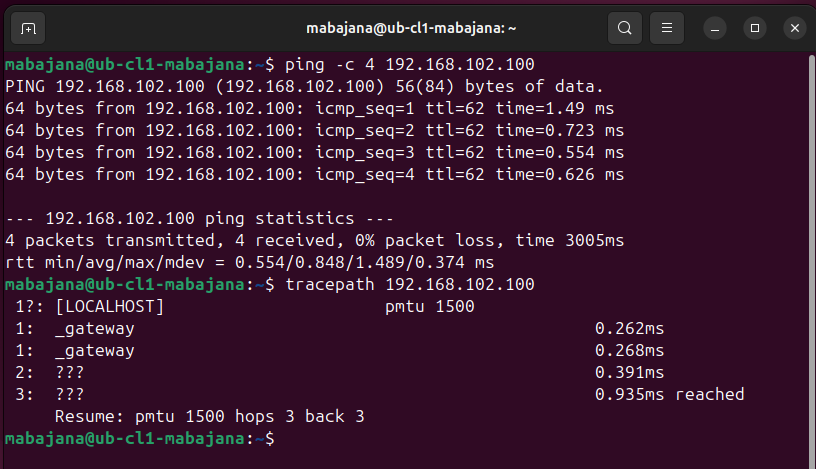 mabajana@ub-cl1-mabajana: ~
mabajana@ub-cl1-mabajana:~$ ping -c 4 192.168.102.100
PING 192.168.102.100 (192.168.102.100) 56(84) bytes of data.
64 bytes from 192.168.102.100: icmp_seq=1 ttl=62 time=1.49 ms
64 bytes from 192.168.102.100: icmp_seq=2 ttl=62 time=0.723 ms
64 bytes from 192.168.102.100: icmp_seq=3 ttl=62 time=0.554 ms
64 bytes from 192.168.102.100: icmp_seq=4 ttl=62 time=0.626 ms

--- 192.168.102.100 ping statistics ---
4 packets transmitted, 4 received, 0% packet loss, time 3005ms
rtt min/avg/max/mdev = 0.554/0.848/1.489/0.374 ms
mabajana@ub-cl1-mabajana:~$ tracepath 192.168.102.100
 1?: [LOCALHOST]                      pmtu 1500
 1:  _gateway                                              0.262ms
 1:  _gateway                                              0.268ms
 2:  ???                                                   0.391ms
 3:  ???                                                   0.935ms reached
     Resume: pmtu 1500 hops 3 back 3
mabajana@ub-cl1-mabajana:~$